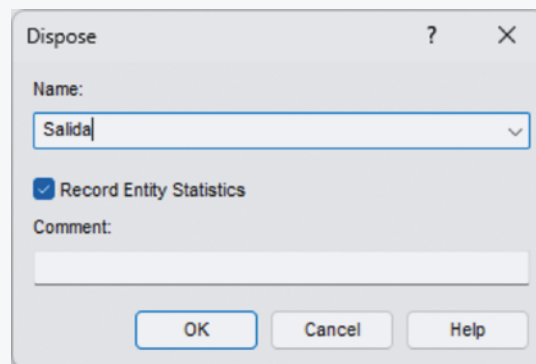 Dispose ? ×
Name:
Salida
Record Entity Statistics
Comment:
OK Cancel Help